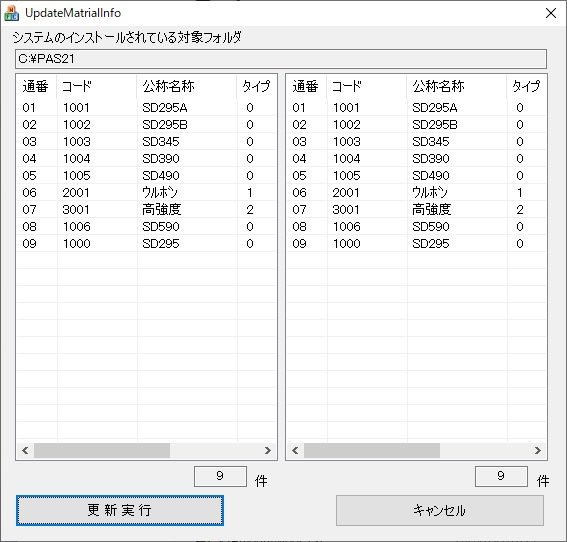 UpdateMatrialInfo
システムのインストールされている対象フォルダ
C:¥PAS21
通番 コード 公称名称 タイプ 通番 コード 公称名称 タイプ
01 1001 SD295A 0 01 1001 SD295A 0
02 1002 SD295B 0 02 1002 SD295B 0
03 1003 SD345 0 03 1003 SD345 0
04 1004 SD390 0 04 1004 SD390 0
05 1005 SD490 0 05 1005 SD490 0
06 2001 ウルボン 1 06 2001 ウルボン 1
07 3001 高強度 2 07 3001 高強度 2
08 1006 SD590 0 08 1006 SD590 0
09 1000 SD295 0 09 1000 SD295 0
9 件 9 件
更 新 実 行 キャンセル